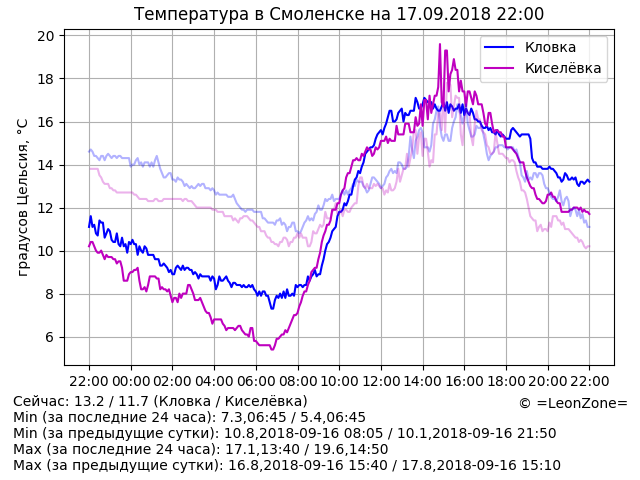 Температура в Смоленске на 17.09.2018 22:00
градусов Цельсия, °C
20
18
16
14
12
10
8
6
Кловка
Киселёвка
22:00 00:00 02:00 04:00 06:00 08:00 10:00 12:00 14:00 16:00 18:00 20:00 22:00
Сейчас: 13.2 / 11.7 (Кловка / Киселёвка)
© =LeonZone=
Min (за последние 24 часа): 7.3,06:45 / 5.4,06:45
Min (за предыдущие сутки): 10.8,2018-09-16 08:05 / 10.1,2018-09-16 21:50
Max (за последние 24 часа): 17.1,13:40 / 19.6,14:50
Max (за предыдущие сутки): 16.8,2018-09-16 15:40 / 17.8,2018-09-16 15:10